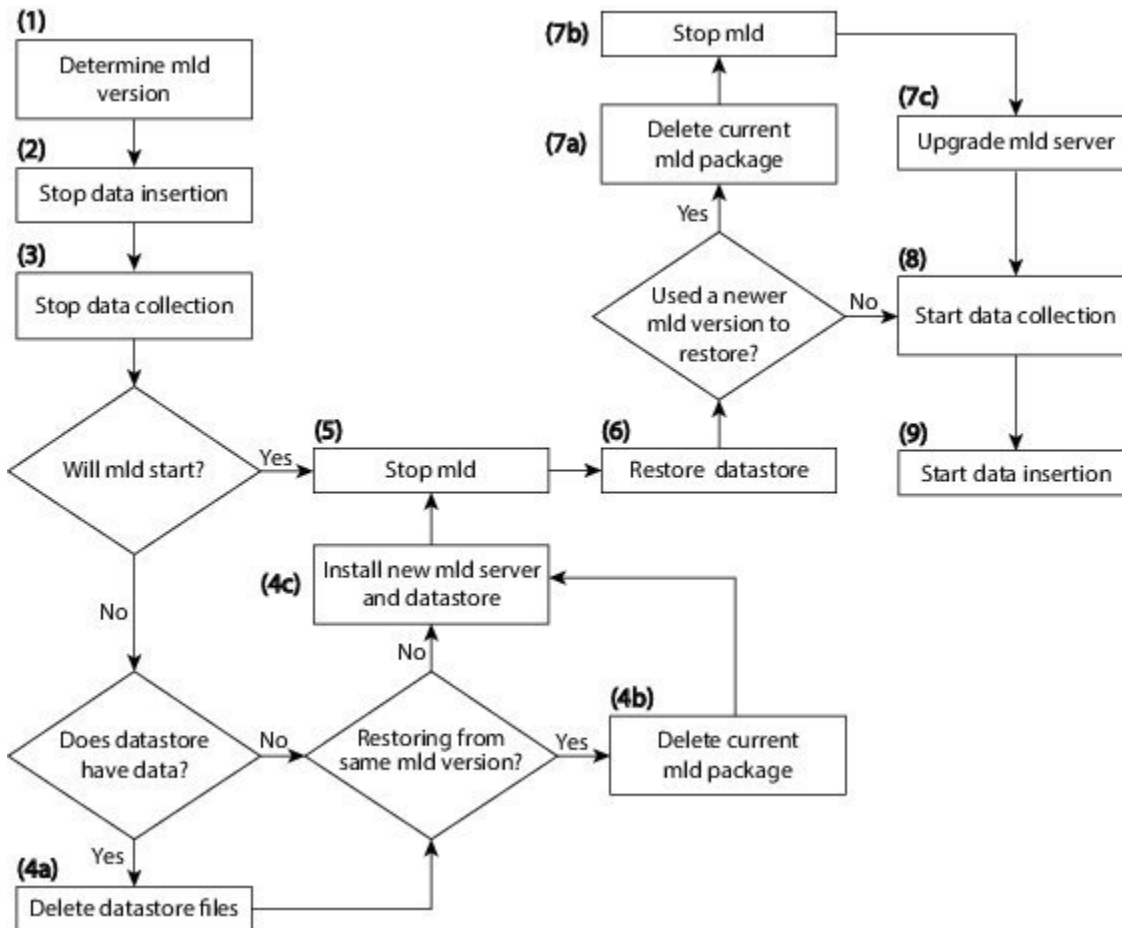 (1)
Determine mld
version
(2)
Stop data insertion
(3)
Stop data collection
Will mld start?
Yes
No
Does datastore
have data?
No
Yes
(4a)
Delete datastore files
Restoring from
same mld version?
No
Yes
(4b)
Delete current
mld package
(4c)
Install new mld server
and datastore
(5)
Stop mld
(6)
Restore datastore
Used a newer
mld version to
restore?
Yes
No
(7a)
Delete current
mld package
(7b)
Stop mld
(7c)
Upgrade mld server
(8)
Start data collection
(9)
Start data insertion